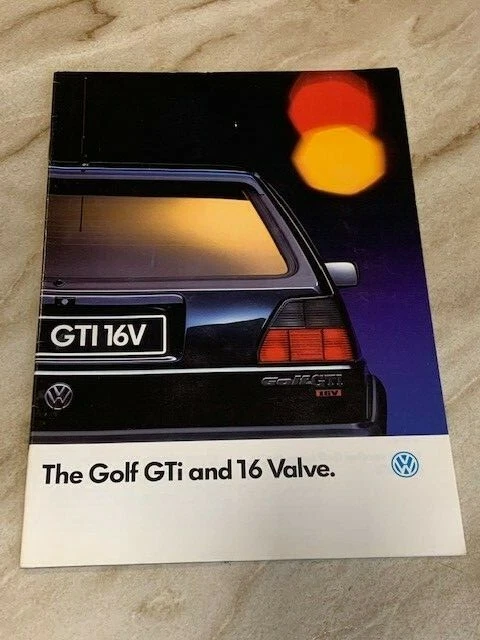 GTI 16V
Golf GTI
16V
The Golf GTi and 16 Valve.